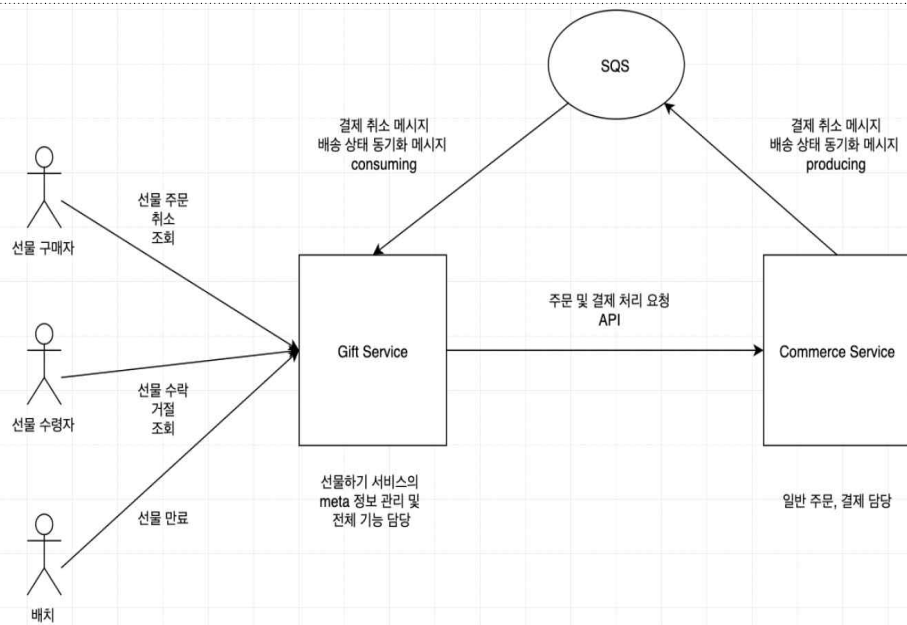 SQS
결제 취소 메시지
배송 상태 동기화 메시지
consuming
결제 취소 메시지
배송 상태 동기화 메시지
producing
선물 주문
취소
조회
선물 구매자
주문 및 결제 처리 요청
API
Gift Service
Commerce Service
선물 수락
거절
조회
선물 수령자
선물하기 서비스의
meta 정보 관리 및
전체 기능 담당
일반 주문, 결제 담당
선물 만료
배치